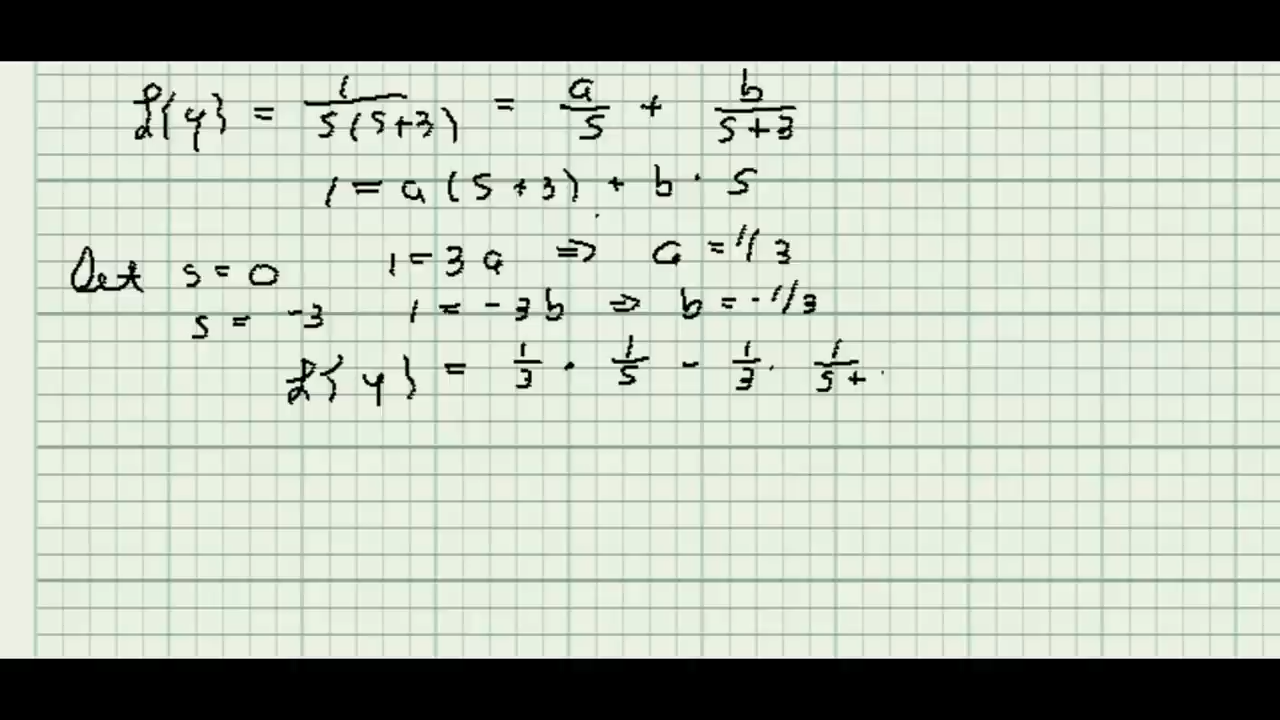 ℒ{y} = 1/s(s+3) = a/s + b/s+3
1 = a(s+3) + b · s
Let s = 0 1 = 3a ⇒ a = 1/3
s = -3 1 = -3b ⇒ b = -1/3
ℒ{y} = 1/3 · 1/s - 1/3 · 1/s+